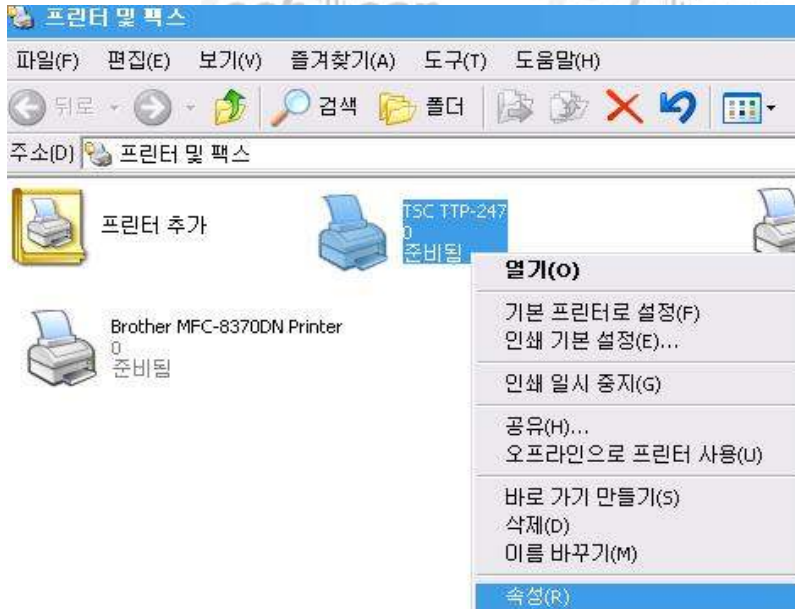 프린터 및 팩스
파일(F) 편집(E) 보기(V) 즐겨찾기(A) 도구(T) 도움말(H)
뒤로 검색 폴더
주소(D) 프린터 및 팩스
프린터 추가
TSC TTP-247
0
준비됨
Brother MFC-8370DN Printer
0
준비됨
열기(O)
기본 프린터로 설정(F)
인쇄 기본 설정(E)...
인쇄 일시 중지(G)
공유(H)...
오프라인으로 프린터 사용(U)
바로 가기 만들기(S)
삭제(D)
이름 바꾸기(M)
속성(R)